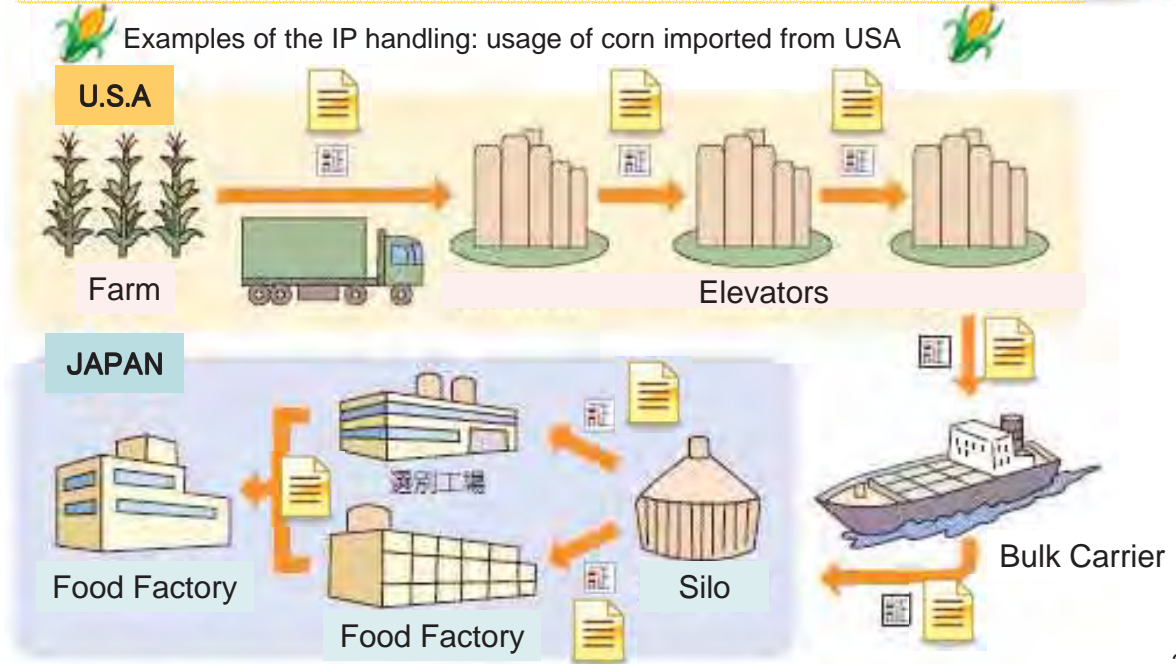 Examples of the IP handling: usage of corn imported from USA
U.S.A
証
証
証
Farm
Elevators
証
JAPAN
証
選別工場
Bulk Carrier
Food Factory
証
Silo
証
Food Factory